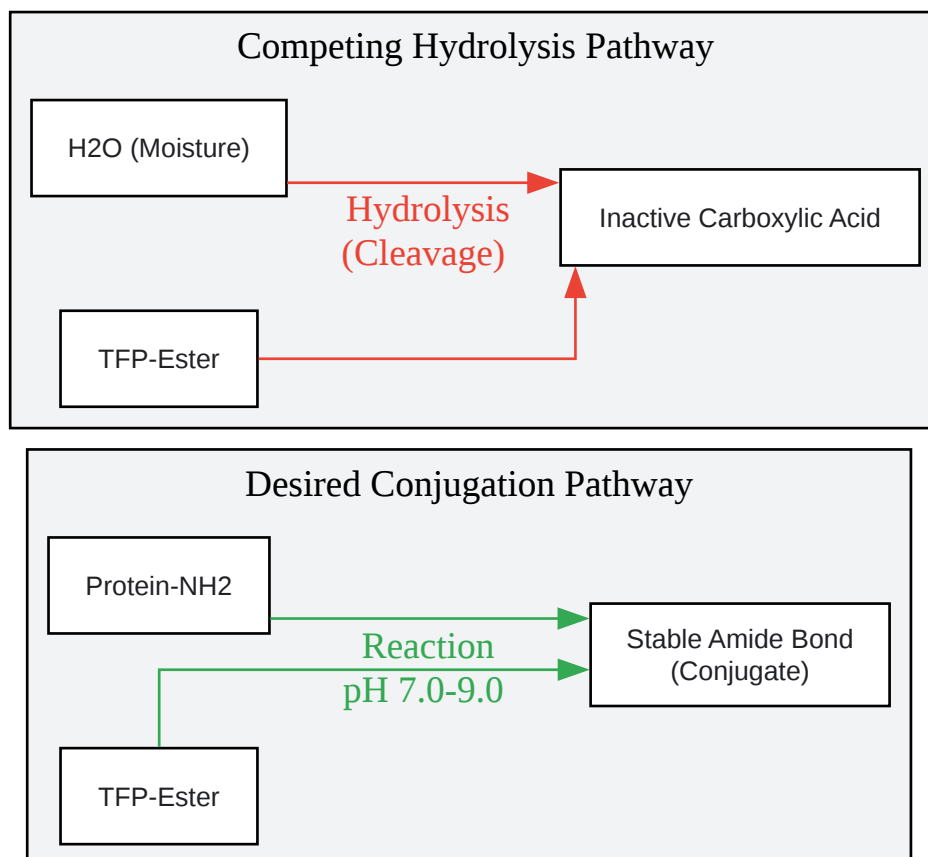 Competing Hydrolysis Pathway
H2O (Moisture)
Hydrolysis
(Cleavage)
Inactive Carboxylic Acid
TFP-Ester
Desired Conjugation Pathway
Protein-NH2
Reaction
pH 7.0-9.0
Stable Amide Bond
(Conjugate)
TFP-Ester